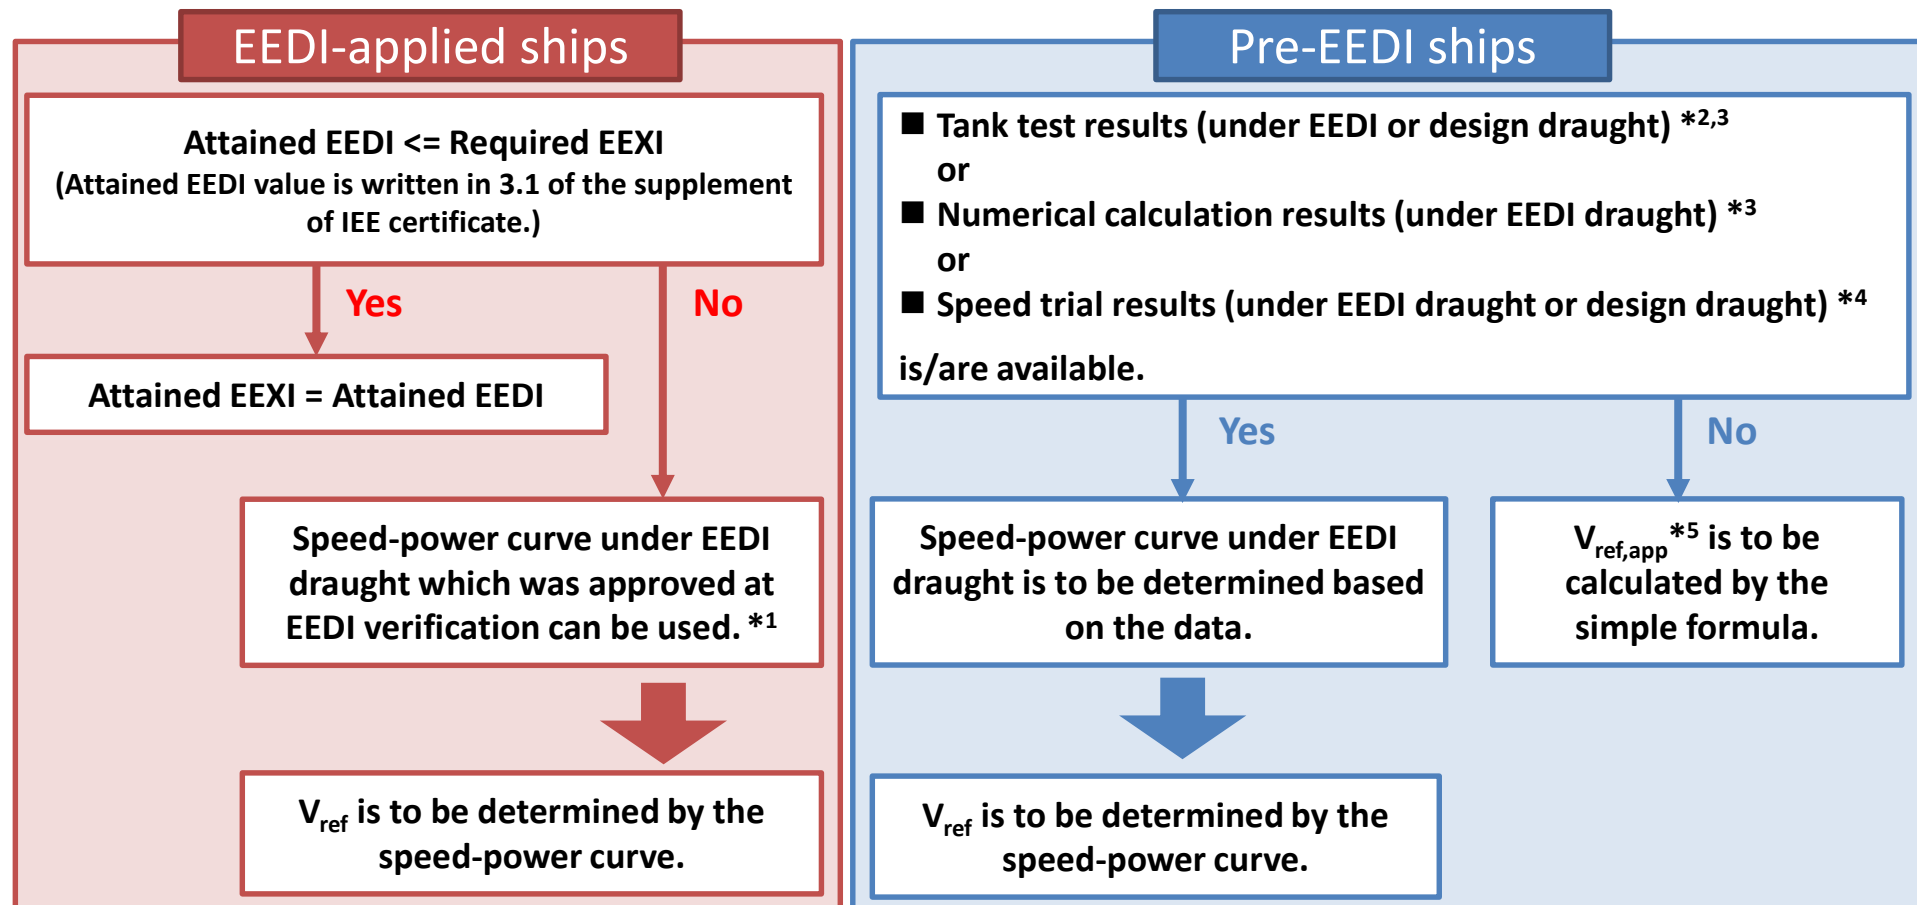 EEDI-applied ships
Attained EEDI <= Required EEXI
(Attained EEDI value is written in 3.1 of the supplement
of IEE certificate.)
Yes
No
Attained EEXI = Attained EEDI
Speed-power curve under EEDI
draught which was approved at
EEDI verification can be used. *1
Vref is to be determined by the
speed-power curve.
Pre-EEDI ships
■ Tank test results (under EEDI or design draught) *2,3
or
■ Numerical calculation results (under EEDI draught) *3
or
■ Speed trial results (under EEDI draught or design draught) *4
is/are available.
Yes
No
Speed-power curve under EEDI
draught is to be determined based
on the data.
Vref,app*5 is to be
calculated by the
simple formula.
Vref is to be determined by the
speed-power curve.